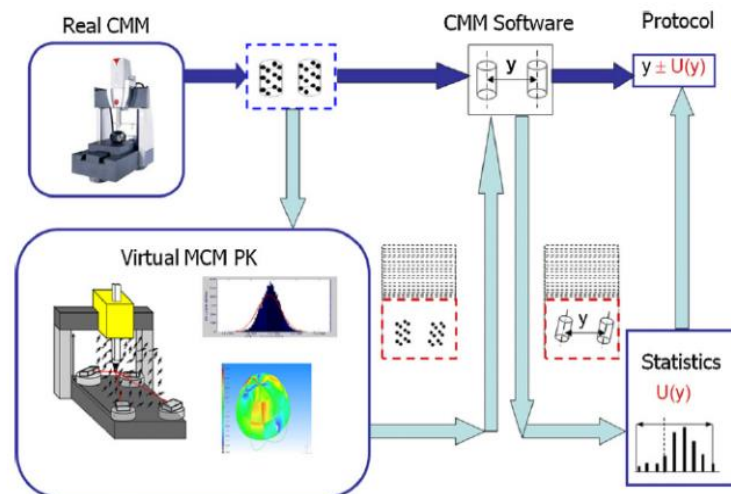 Real CMM
CMM Software
Protocol
y
y ± U(y)
Virtual MCM PK
y
Statistics
U(y)